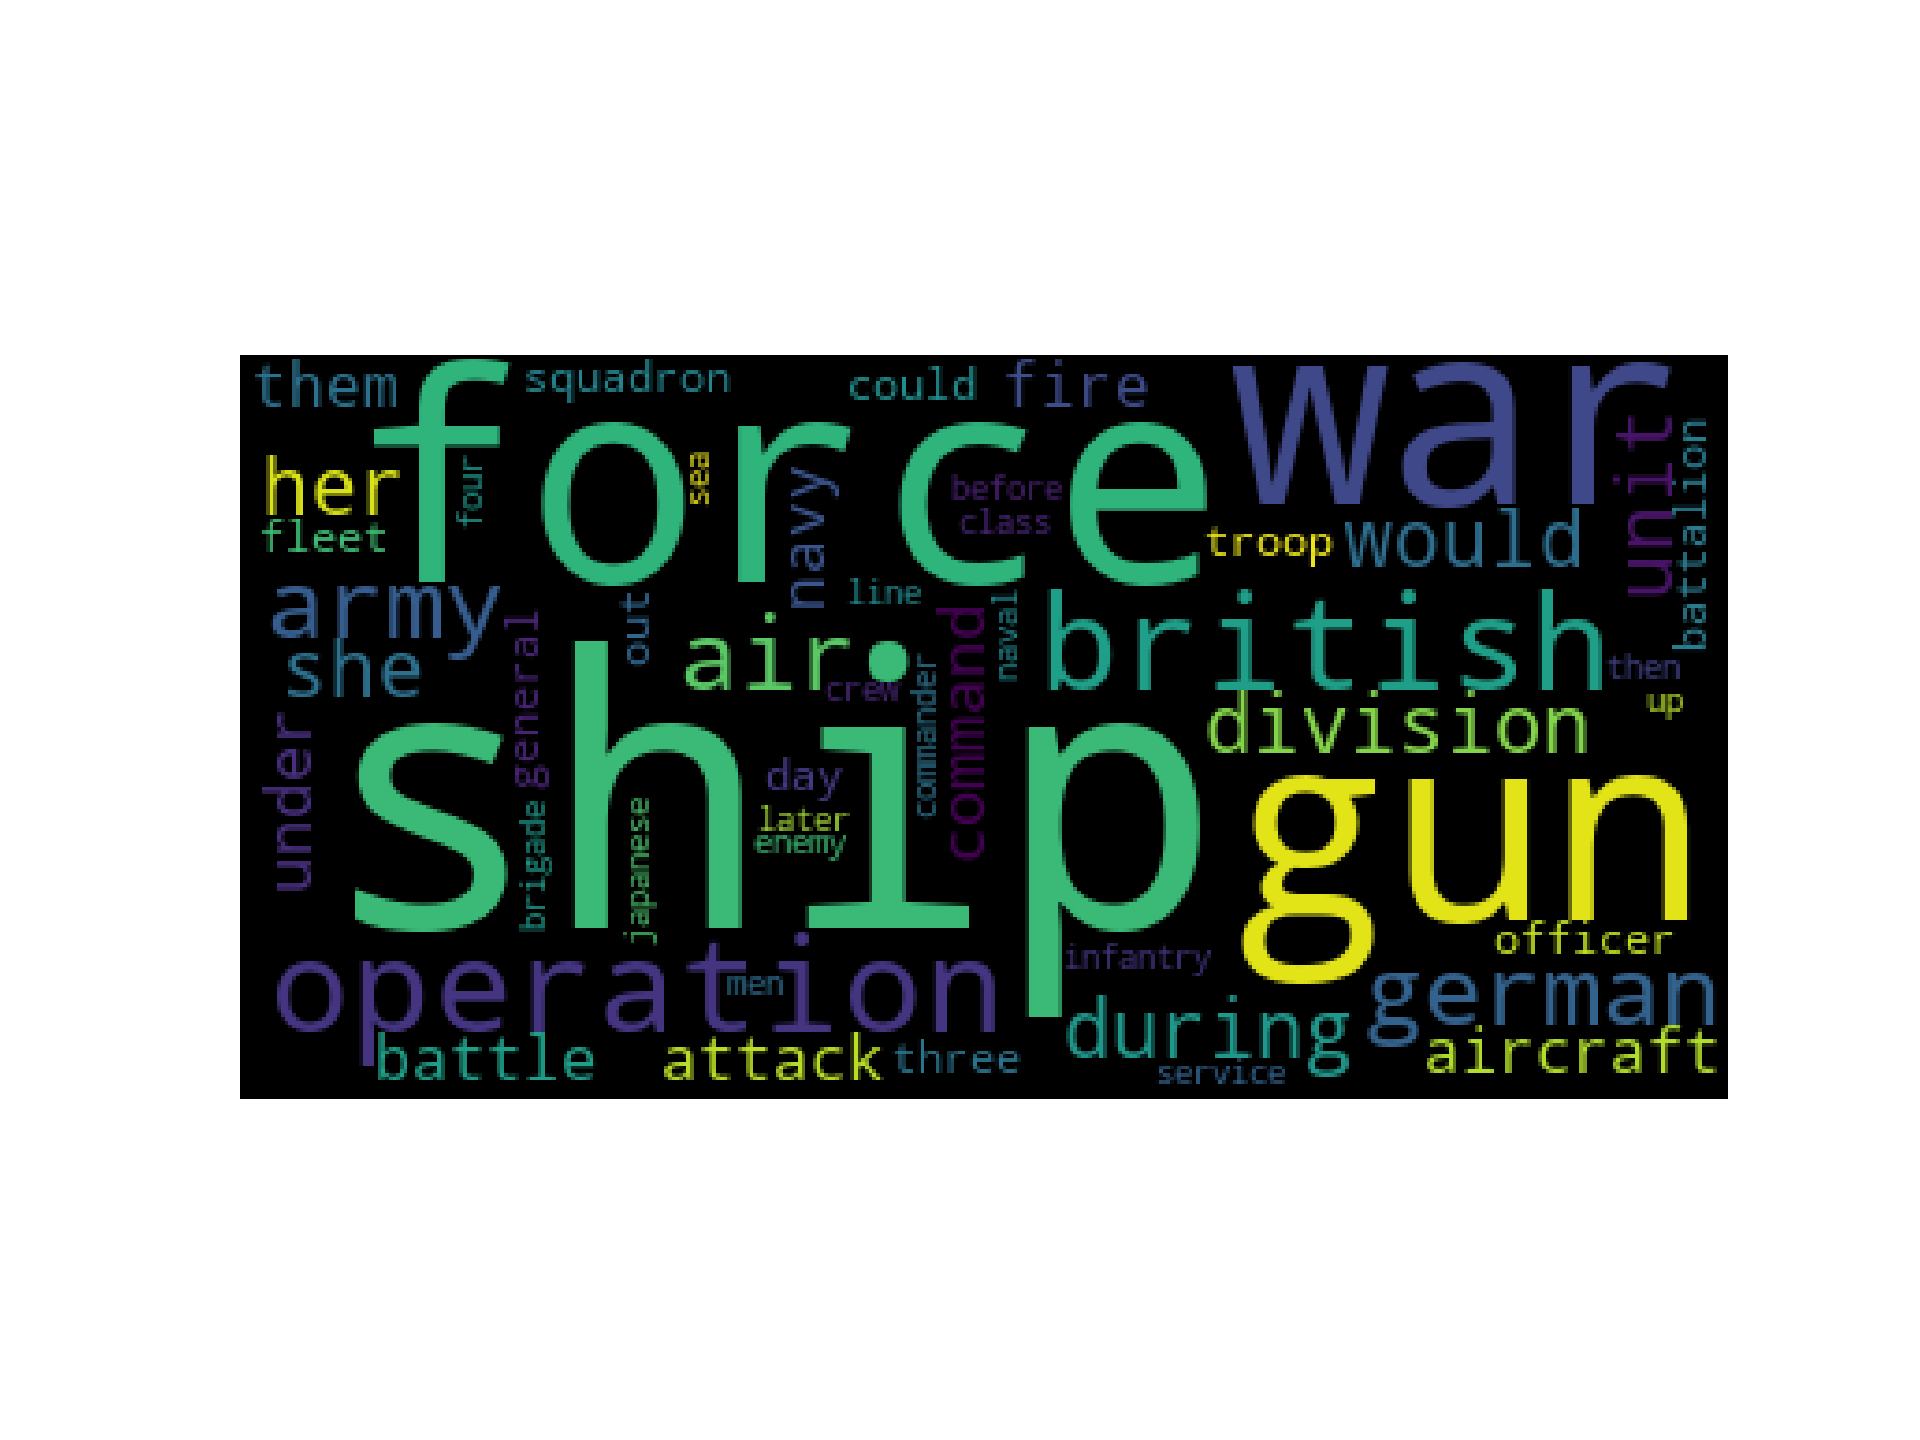 them
squadron
could
fire
war
force
her
four
sea
navy
before
class
unit
battalion
fleet
troop
would
army
she
general
out
line
air
crew
naval
british
then
up
under
ship
commander
command
division
day
later
enemy
brigade
japanese
gun
officer
operation
men
infantry
german
battle
attack
three
during
service
aircraft